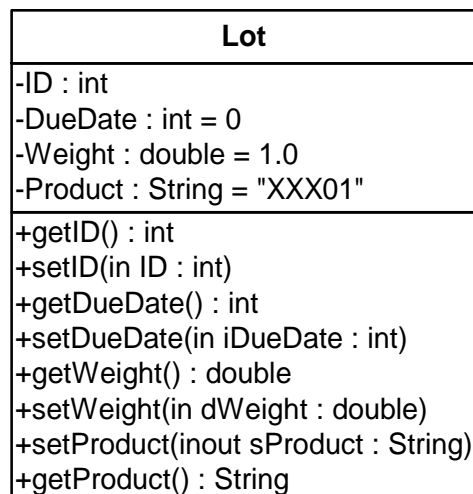 Lot
-ID : int
-DueDate : int = 0
-Weight : double = 1.0
-Product : String = "XXX01"
+getID() : int
+setID(in ID : int)
+getDueDate() : int
+setDueDate(in iDueDate : int)
+getWeight() : double
+setWeight(in dWeight : double)
+setProduct(inout sProduct : String)
+getProduct() : String